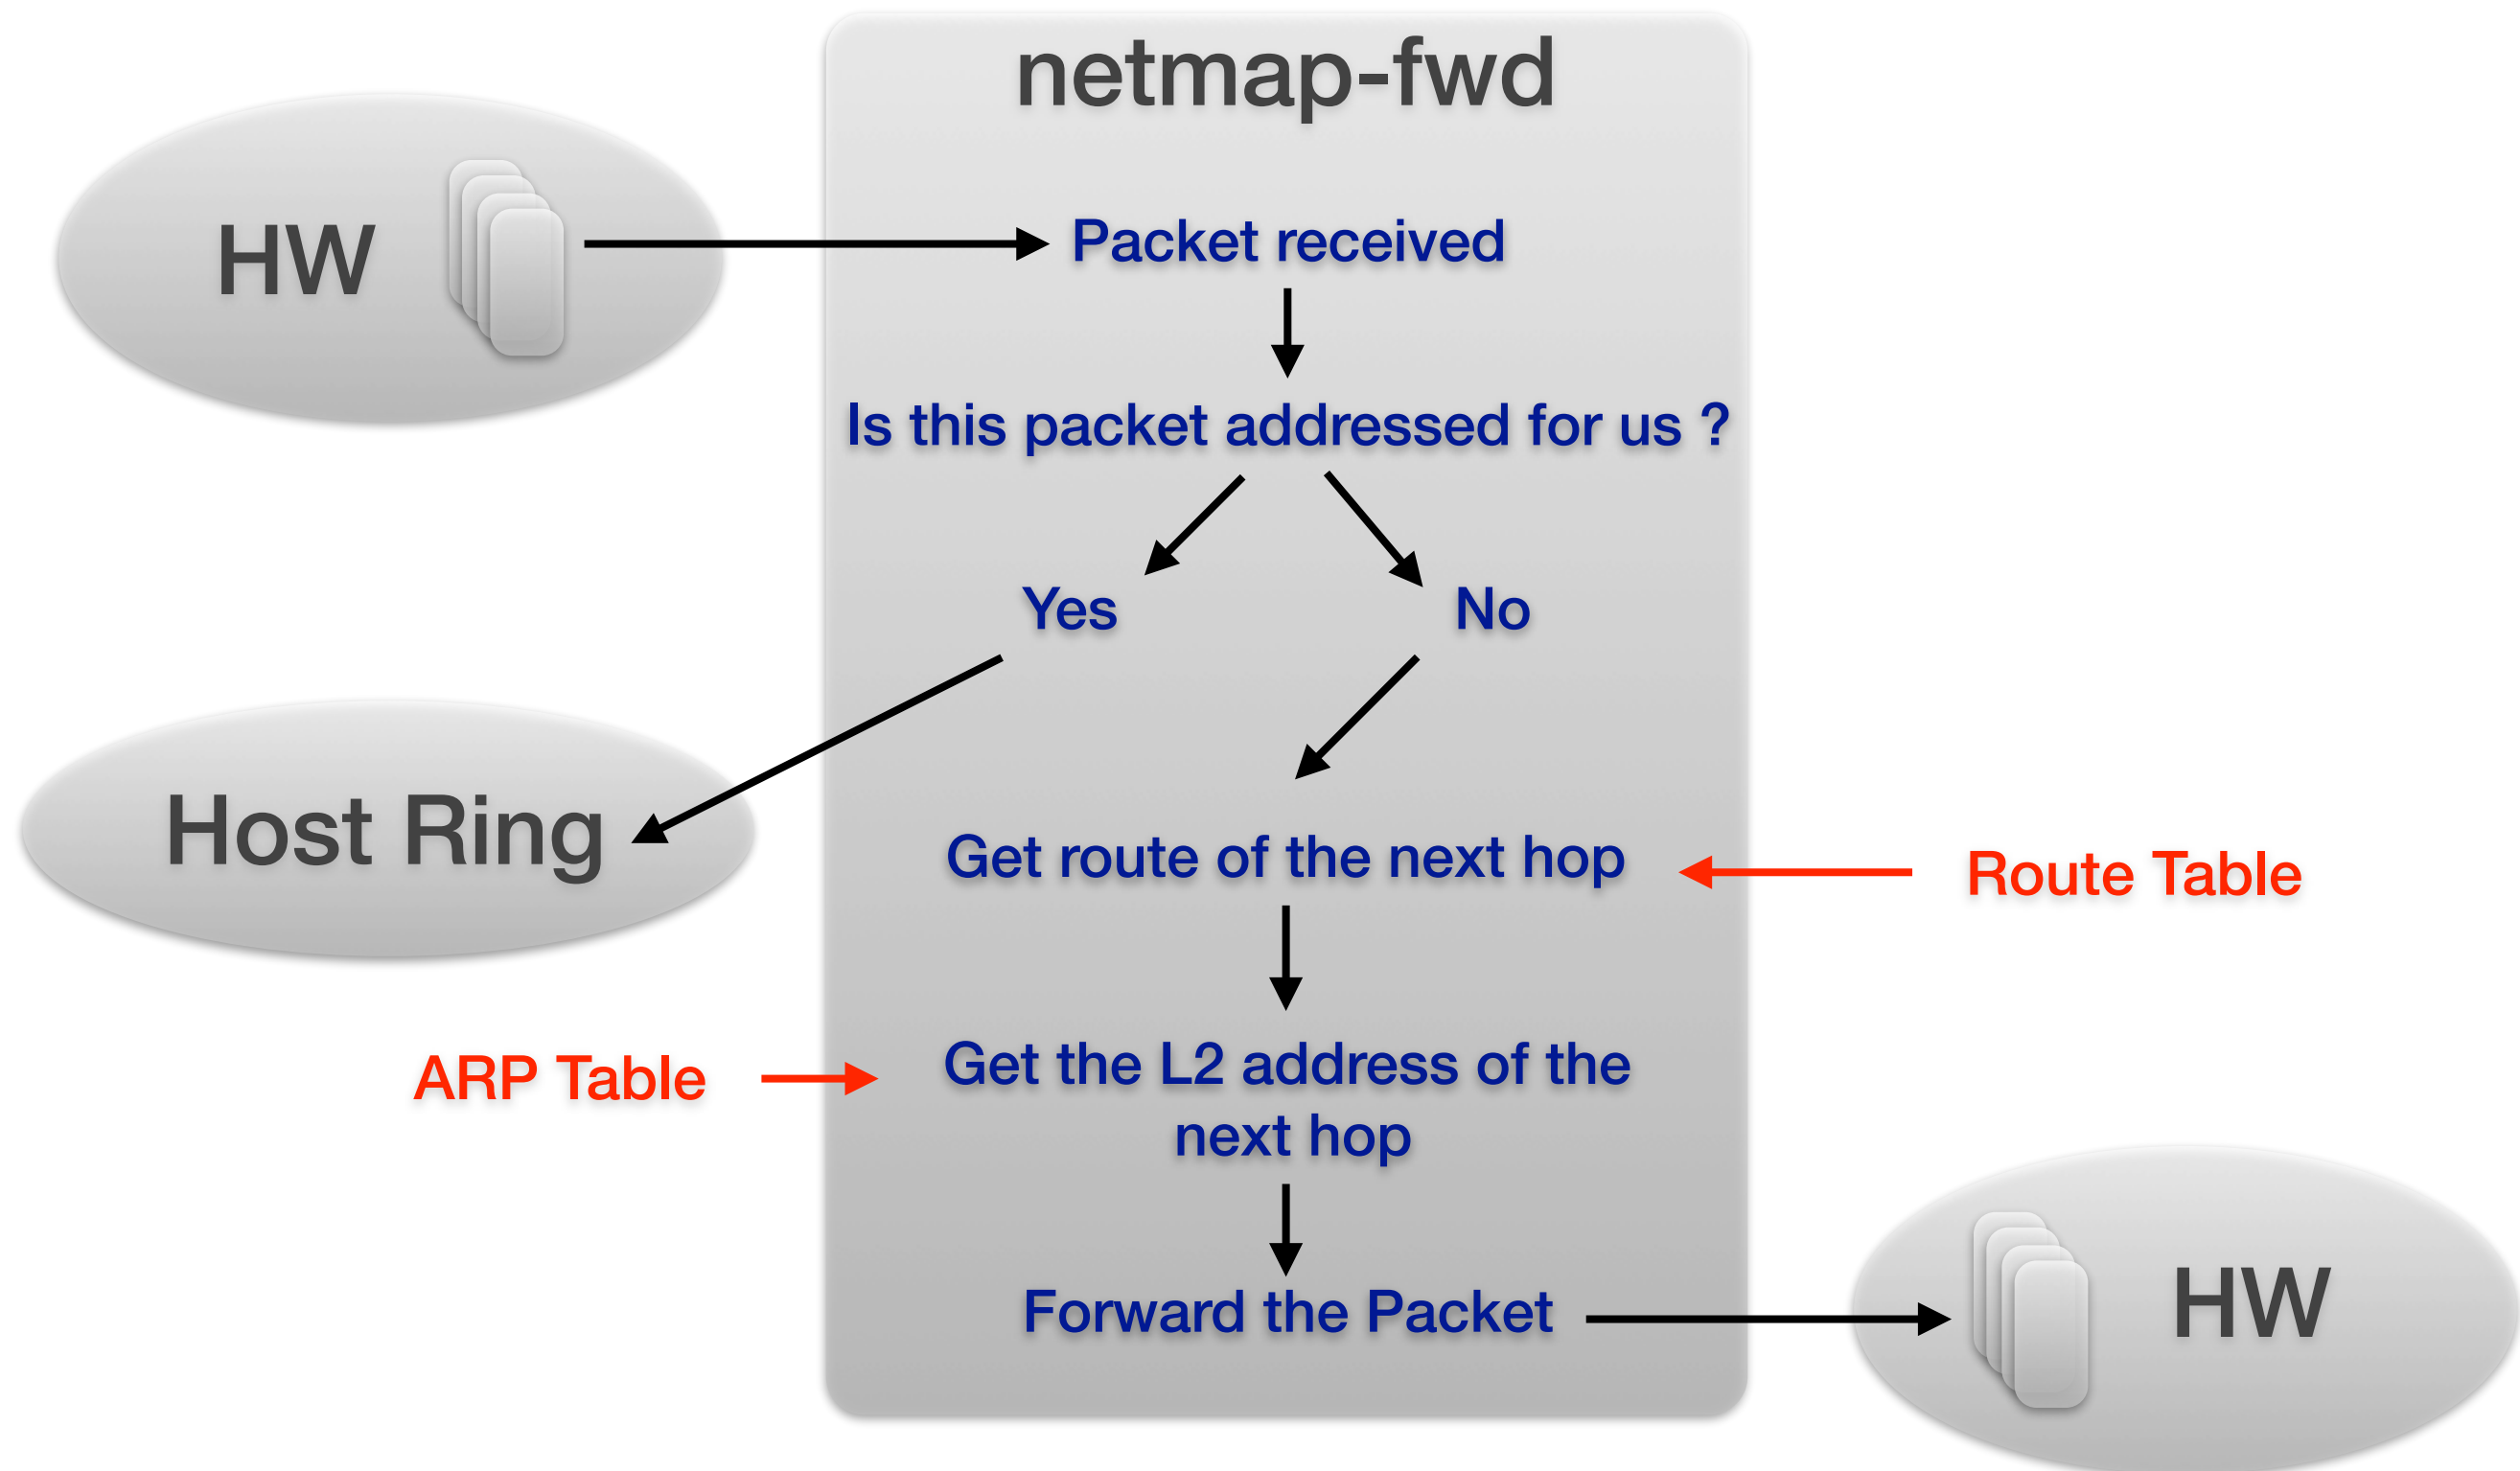 netmap-fwd
HW
Packet received
Is this packet addressed for us ?
Yes
No
Host Ring
Get route of the next hop
Route Table
ARP Table
Get the L2 address of the
next hop
Forward the Packet
HW